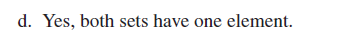 d. Yes, both sets have one element.